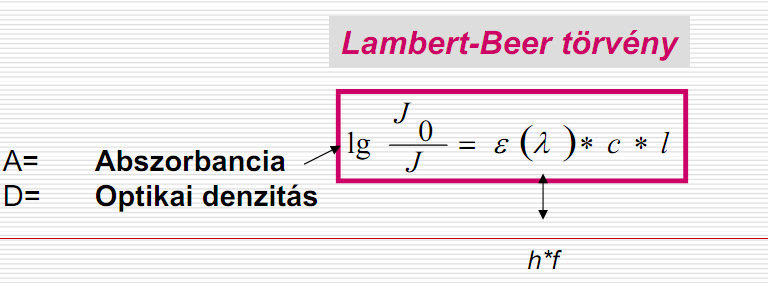 Lambert-Beer törvény
lg J0/J = ε(λ)* c * l
A= Abszorbancia
D= Optikai denzitás
h*f